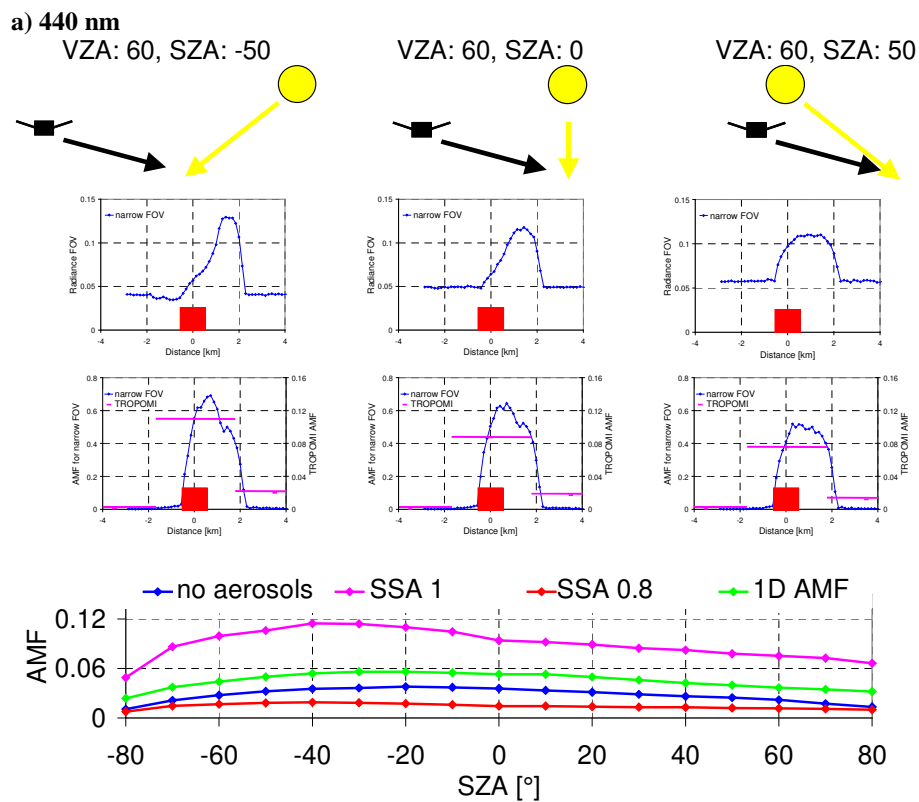 a) 440 nm
VZA: 60, SZA: -50
VZA: 60, SZA: 0
VZA: 60, SZA: 50
0.15
0.1
0.05
0
Radiance FOV
narrow FOV
-4 -2 0 2 4
Distance [km]
0.15
0.1
0.05
0
Radiance FOV
narrow FOV
-4 -2 0 2 4
Distance [km]
0.15
0.1
0.05
0
Radiance FOV
narrow FOV
-4 -2 0 2 4
Distance [km]
0.8
0.6
0.4
0.2
0
AMF for narrow FOV
narrow FOV
TROPOMI
0.16
0.12
0.08
0.04
0
TROPOMI AMF
-4 -2 0 2 4
Distance [km]
0.8
0.6
0.4
0.2
0
AMF for narrow FOV
narrow FOV
TROPOMI
0.16
0.12
0.08
0.04
0
TROPOMI AMF
-4 -2 0 2 4
Distance [km]
0.8
0.6
0.4
0.2
0
AMF for narrow FOV
narrow FOV
TROPOMI
0.16
0.12
0.08
0.04
0
TROPOMI AMF
-4 -2 0 2 4
Distance [km]
no aerosols SSA 1 SSA 0.8 1D AMF
0.12
0.06
0
AMF
-80 -60 -40 -20 0 20 40 60 80
SZA [°]